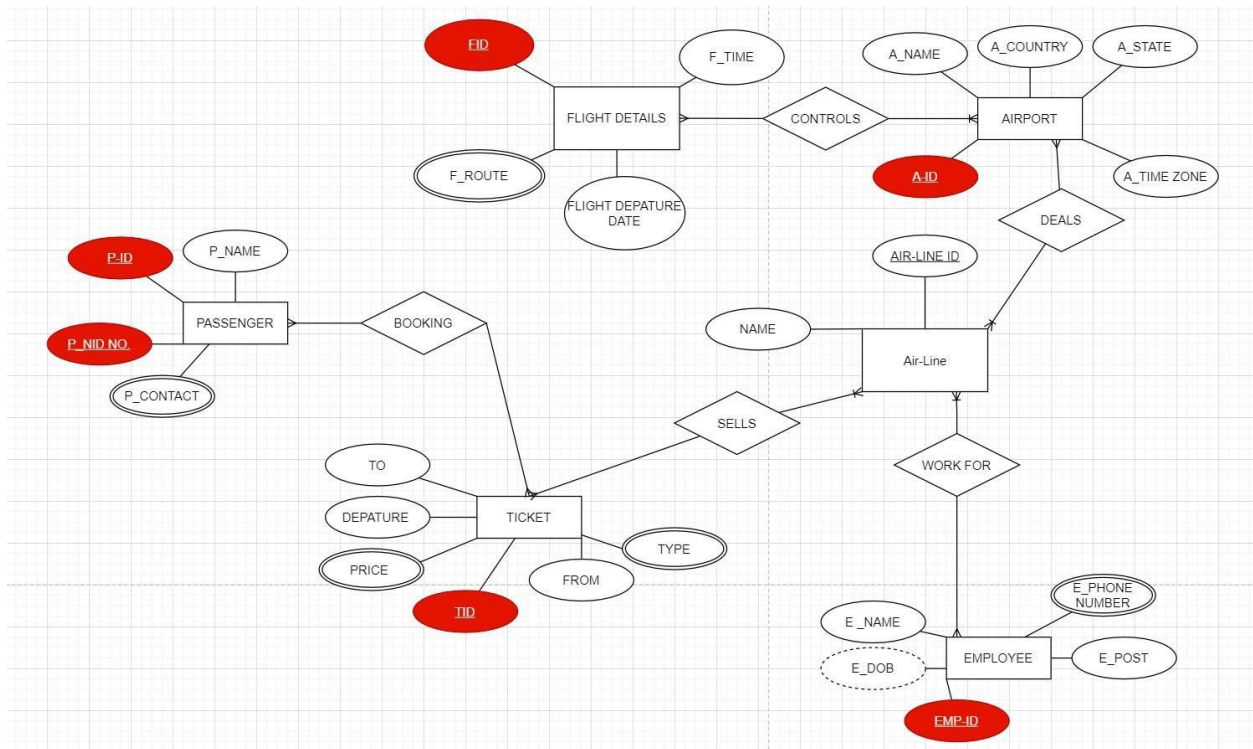 FID
F_TIME
A_NAME
A_COUNTRY
A_STATE
FLIGHT DETAILS
CONTROLS
AIRPORT
F_ROUTE
A-ID
A_TIME ZONE
FLIGHT DEPATURE
DATE
DEALS
P-ID
P_NAME
AIR-LINE ID
PASSENGER
BOOKING
NAME
P_NID NO.
Air-Line
P_CONTACT
SELLS
TO
WORK FOR
DEPATURE
TICKET
TYPE
PRICE
FROM
TID
E_PHONE
NUMBER
E _NAME
EMPLOYEE
E_POST
E_DOB
EMP-ID